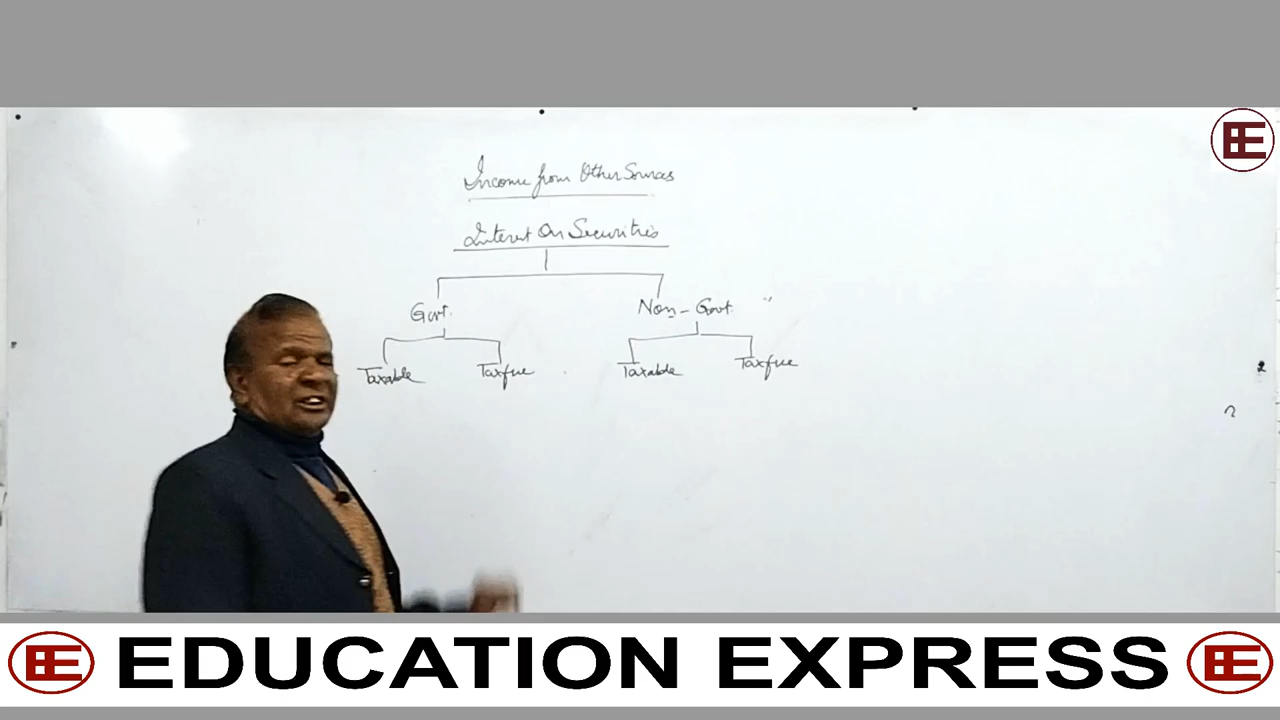 Income from Other Sources
Interest On Securities
Govt. Non-Govt. "
Taxable Taxfree Taxable Taxfree
EDUCATION EXPRESS